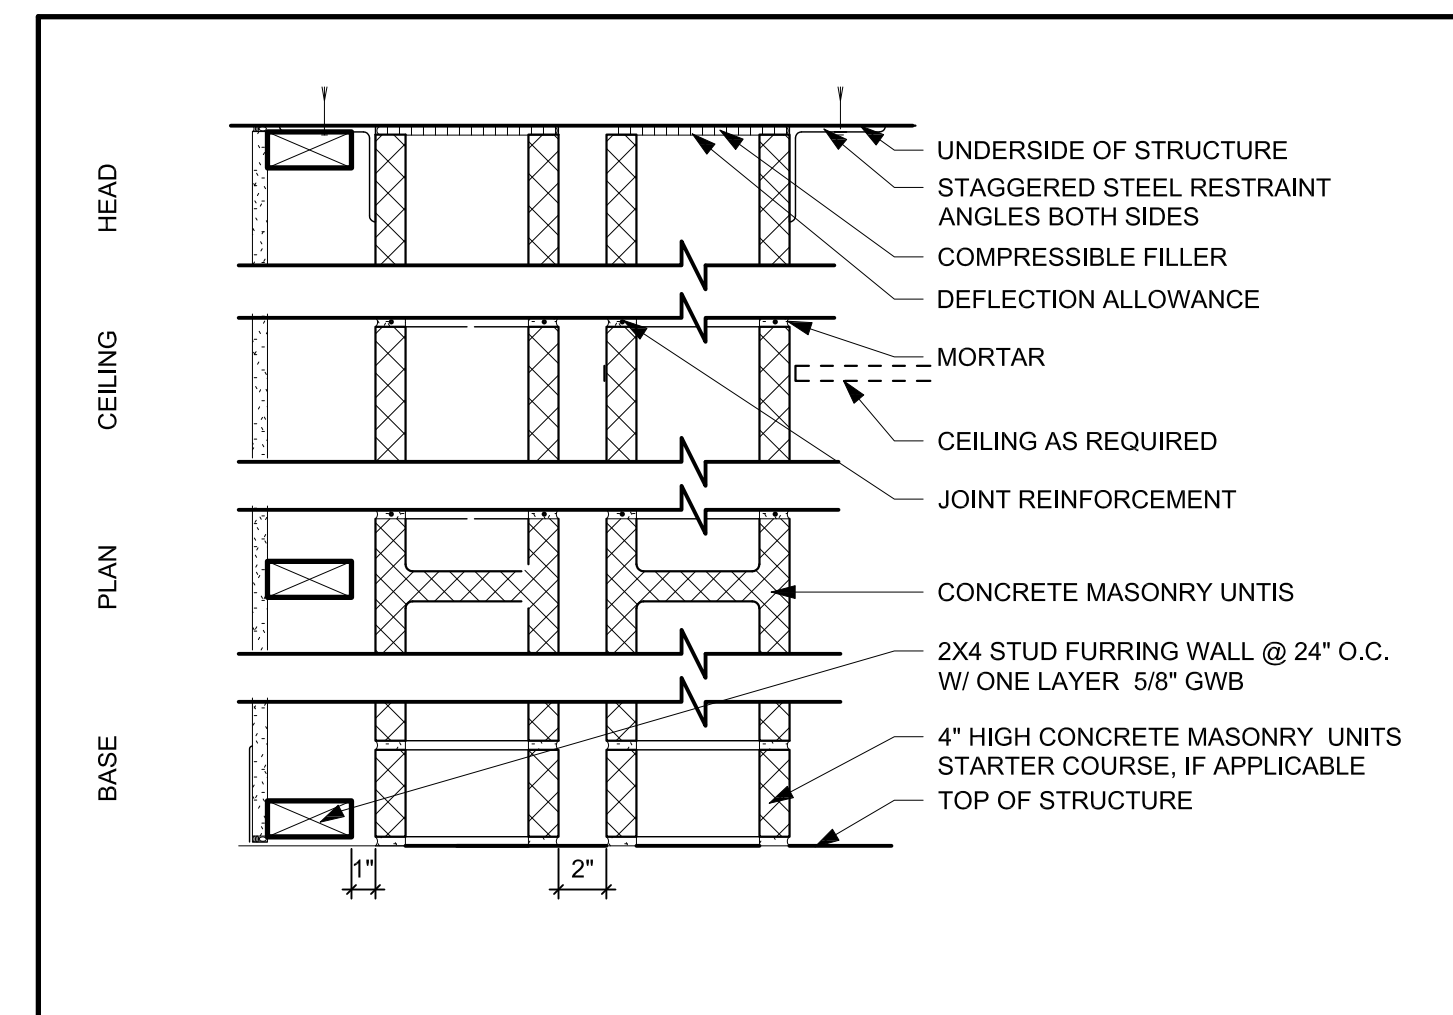 HEAD
UNDERSIDE OF STRUCTURE
STAGGERED STEEL RESTRAINT
ANGLES BOTH SIDES
COMPRESSIBLE FILLER
DEFLECTION ALLOWANCE
CEILING
MORTAR
CEILING AS REQUIRED
JOINT REINFORCEMENT
PLAN
CONCRETE MASONRY UNTIS
2X4 STUD FURRING WALL @ 24" O.C.
W/ ONE LAYER 5/8" GWB
BASE
4" HIGH CONCRETE MASONRY UNITS
STARTER COURSE, IF APPLICABLE
TOP OF STRUCTURE
1"
2"